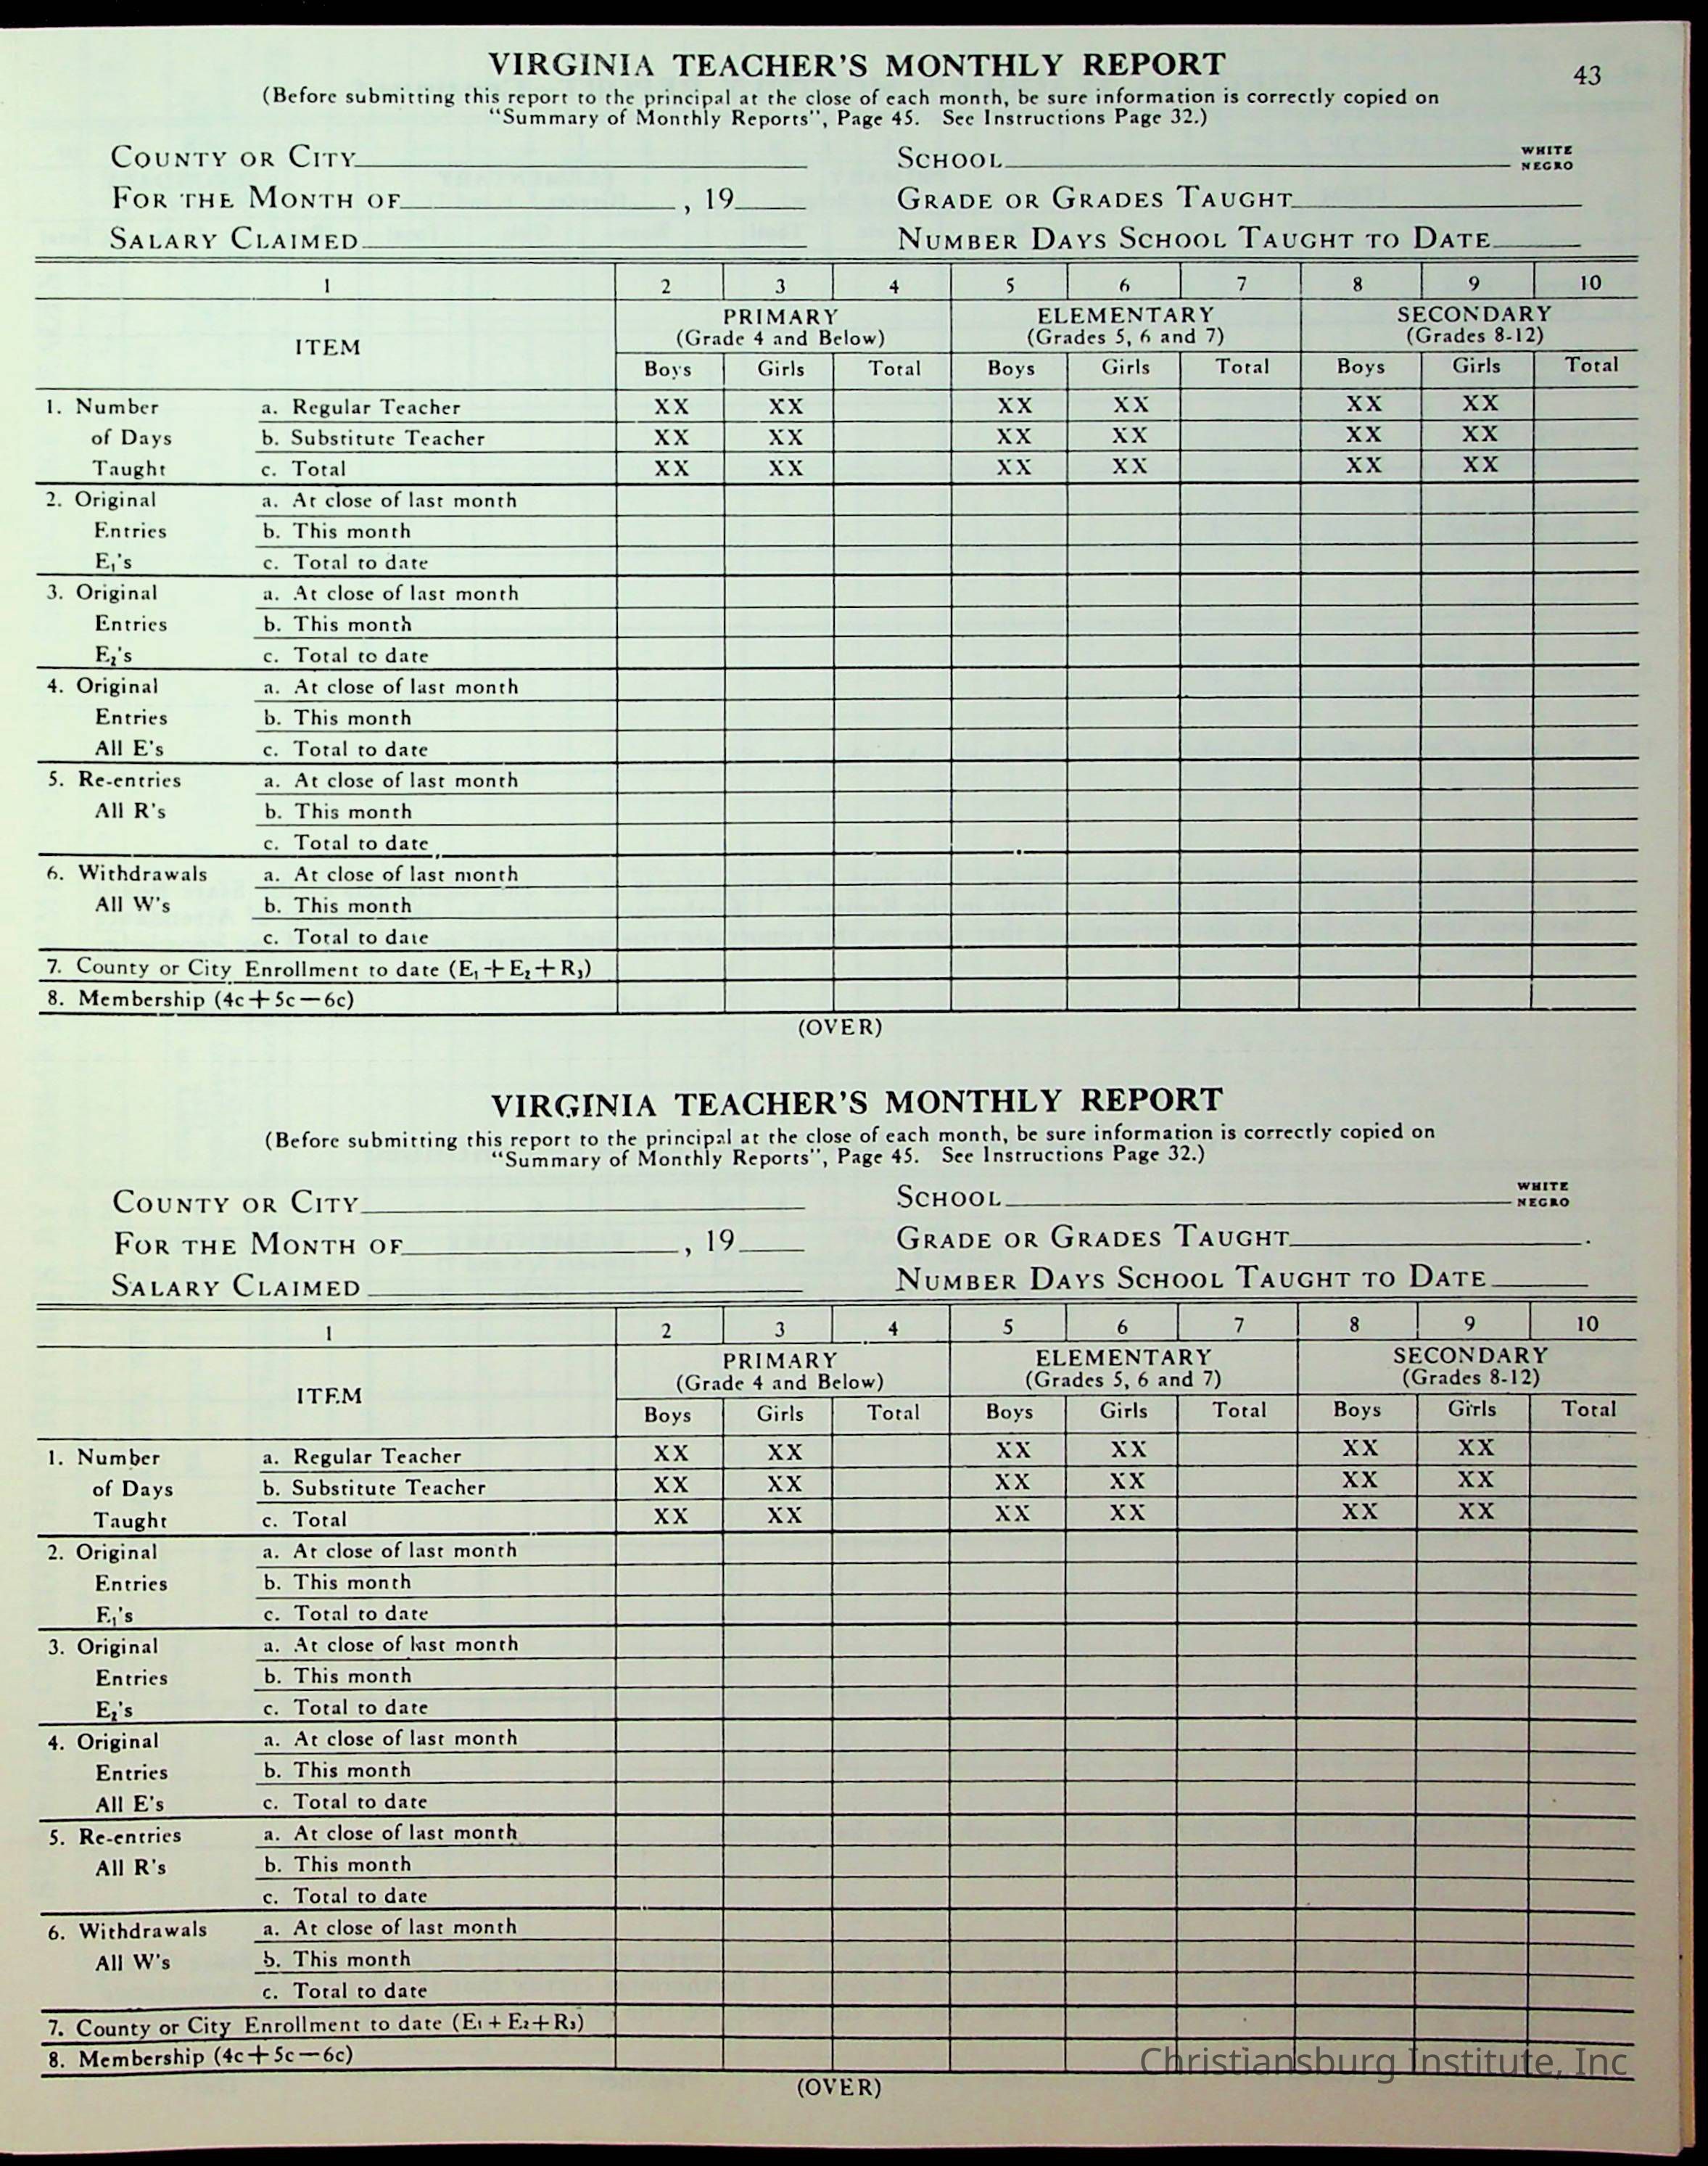 43
VIRGINIA TEACHER'S MONTHLY REPORT
(Before submitting this report to the principal at the close of each month, be sure information is correctly copied on
"Summary of Monthly Reports", Page 45. See Instructions Page 32.)
COUNTY OR CITY SCHOOL WHITE
NEGRO
FOR THE MONTH OF , 19 GRADE OR GRADES TAUGHT
SALARY CLAIMED NUMBER DAYS SCHOOL TAUGHT TO DATE
1 2 3 4 5 6 7 8 9 10
ITEM PRIMARY ELEMENTARY SECONDARY
(Grade 4 and Below) (Grades 5, 6 and 7) (Grades 8-12)
Boys Girls Total Boys Girls Total Boys Girls Total
1. Number a. Regular Teacher XX XX XX XX XX XX
of Days b. Substitute Teacher XX XX XX XX XX XX
Taught c. Total XX XX XX XX XX XX
2. Original a. At close of last month
Entries b. This month
E₁'s c. Total to date
3. Original a. At close of last month
Entries b. This month
E₂'s c. Total to date
4. Original a. At close of last month
Entries b. This month
All E's c. Total to date
5. Re-entries a. At close of last month
All R's b. This month
c. Total to date
6. Withdrawals a. At close of last month
All W's b. This month
c. Total to date
7. County or City Enrollment to date (E₁+E₂+R₃)
8. Membership (4c+5c—6c)
(OVER)
VIRGINIA TEACHER'S MONTHLY REPORT
(Before submitting this report to the principal at the close of each month, be sure information is correctly copied on
"Summary of Monthly Reports", Page 45. See Instructions Page 32.)
COUNTY OR CITY SCHOOL WHITE
NEGRO
FOR THE MONTH OF , 19 GRADE OR GRADES TAUGHT
SALARY CLAIMED NUMBER DAYS SCHOOL TAUGHT TO DATE
1 2 3 4 5 6 7 8 9 10
ITEM PRIMARY ELEMENTARY SECONDARY
(Grade 4 and Below) (Grades 5, 6 and 7) (Grades 8-12)
Boys Girls Total Boys Girls Total Boys Girls Total
1. Number a. Regular Teacher XX XX XX XX XX XX
of Days b. Substitute Teacher XX XX XX XX XX XX
Taught c. Total XX XX XX XX XX XX
2. Original a. At close of last month
Entries b. This month
E₁'s c. Total to date
3. Original a. At close of last month
Entries b. This month
E₂'s c. Total to date
4. Original a. At close of last month
Entries b. This month
All E's c. Total to date
5. Re-entries a. At close of last month
All R's b. This month
c. Total to date
6. Withdrawals a. At close of last month
All W's b. This month
c. Total to date
7. County or City Enrollment to date (E₁+E₂+R₃)
8. Membership (4c+5c—6c)
Christiansburg Institute, Inc
(OVER)